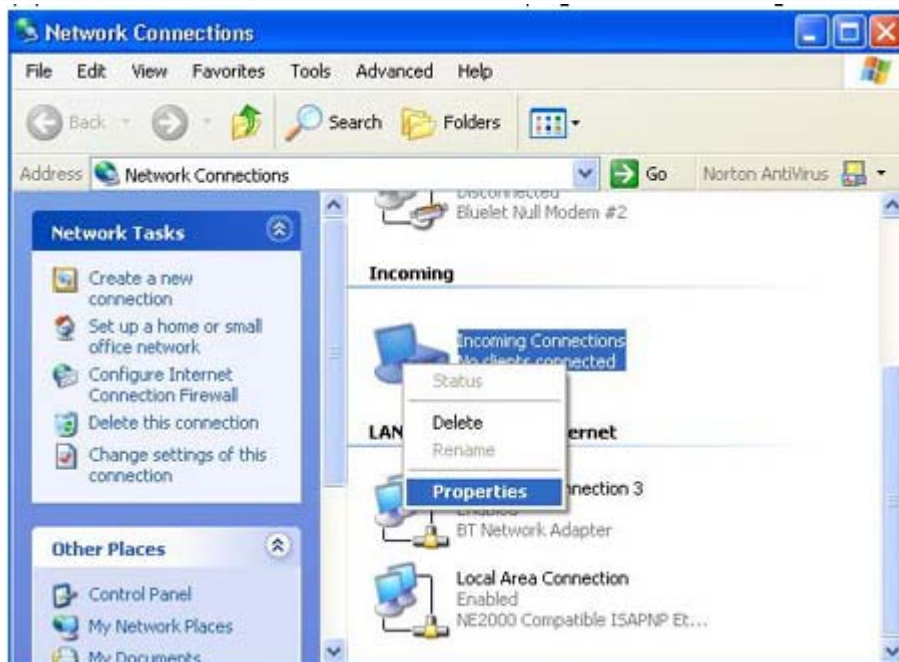 Network Connections
File Edit View Favorites Tools Advanced Help
Back Search Folders
Address Network Connections Go Norton AntiVirus
Network Tasks
Create a new
connection
Set up a home or small
office network
Configure Internet
Connection Firewall
Delete this connection
Change settings of this
connection
Other Places
Control Panel
My Network Places
My Documents
Disconnected
Bluelet Null Modem #2
Incoming
Incoming Connections
No clients connected
Status
Delete
Rename
Properties
LAN ernet
nnection 3
Enabled
BT Network Adapter
Local Area Connection
Enabled
NE2000 Compatible ISAPNP Et...